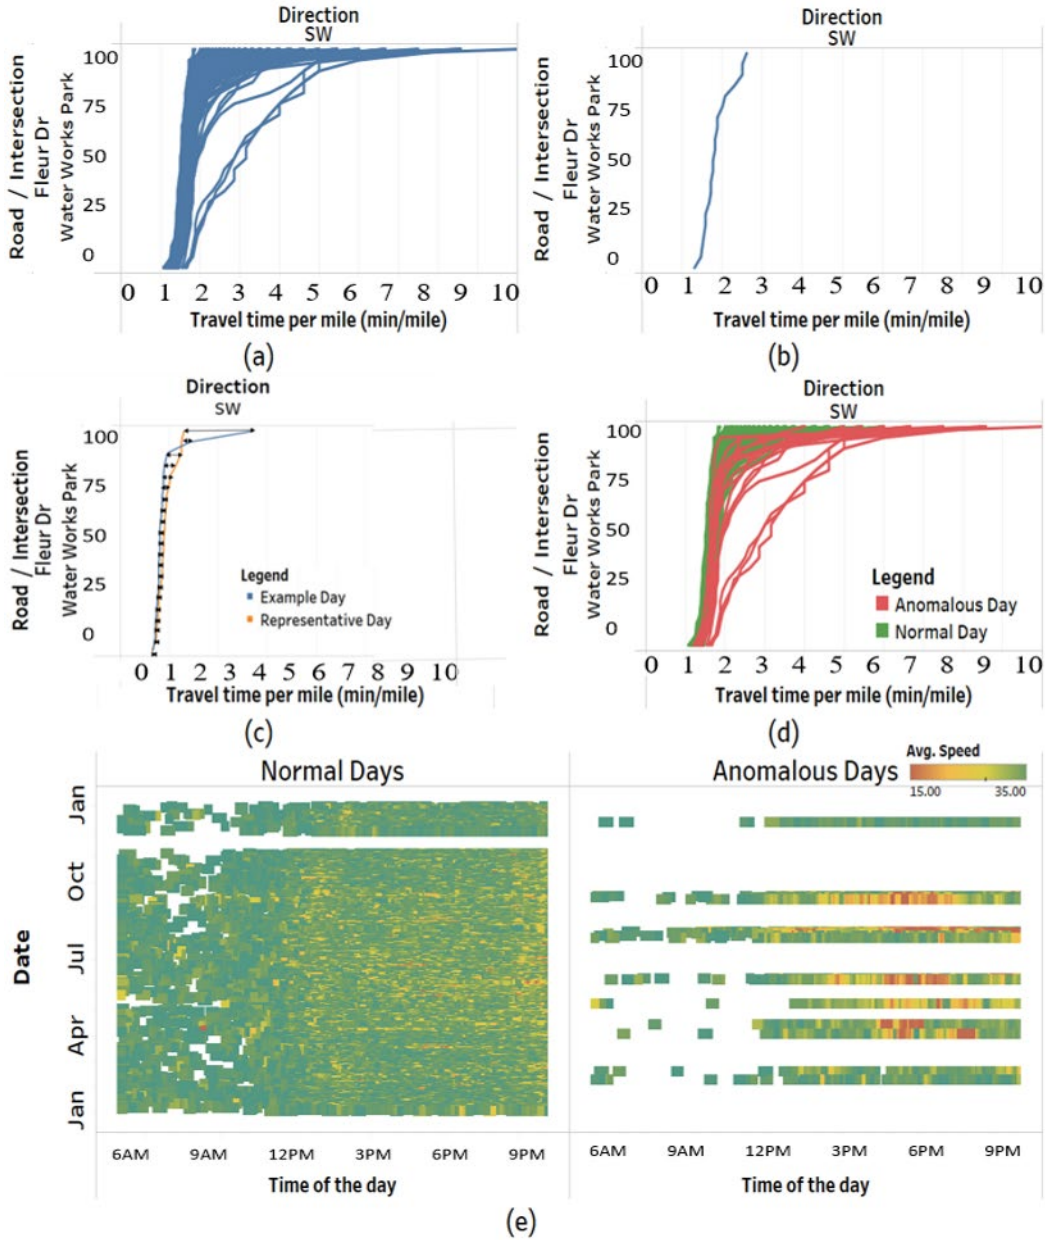 Direction
SW
Road / Intersection
Fleur Dr
Water Works Park
100
75
50
25
0
0 1 2 3 4 5 6 7 8 9 10
Travel time per mile (min/mile)
(a)
Direction
SW
Road / Intersection
Fleur Dr
Water Works Park
100
75
50
25
0
0 1 2 3 4 5 6 7 8 9 10
Travel time per mile (min/mile)
(b)
Direction
SW
Road / Intersection
Fleur Dr
Water Works Park
100
75
50
25
0
Legend
Example Day
Representative Day
0 1 2 3 4 5 6 7 8 9 10
Travel time per mile (min/mile)
(c)
Direction
SW
Road / Intersection
Fleur Dr
Water Works Park
100
75
50
25
0
Legend
Anomalous Day
Normal Day
0 1 2 3 4 5 6 7 8 9 10
Travel time per mile (min/mile)
(d)
Normal Days
Anomalous Days
Avg. Speed
15.00 35.00
Date
Jan
Oct
Jul
Apr
Jan
6AM 9AM 12PM 3PM 6PM 9PM
Time of the day
6AM 9AM 12PM 3PM 6PM 9PM
Time of the day
(e)